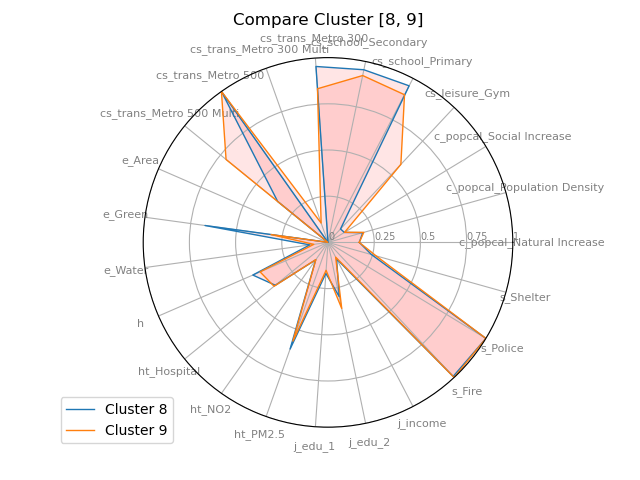 Compare Cluster [8, 9]
cs_trans_Metro 300
cs_school_Secondary
cs_trans_Metro 300 Multi
cs_school_Primary
cs_trans_Metro 500
cs_leisure_Gym
cs_trans_Metro 500 Multi
c_popcal_Social Increase
e_Area
c_popcal_Population Density
e_Green
0 0.25 0.5 0.75 1
c_popcal_Natural Increase
e_Water
s_Shelter
h
s_Police
ht_Hospital
s_Fire
ht_NO2
j_income
ht_PM2.5
j_edu_2
j_edu_1
Cluster 8
Cluster 9